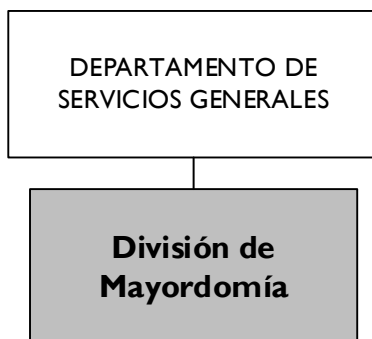 DEPARTAMENTO DE
SERVICIOS GENERALES
División de
Mayordomía